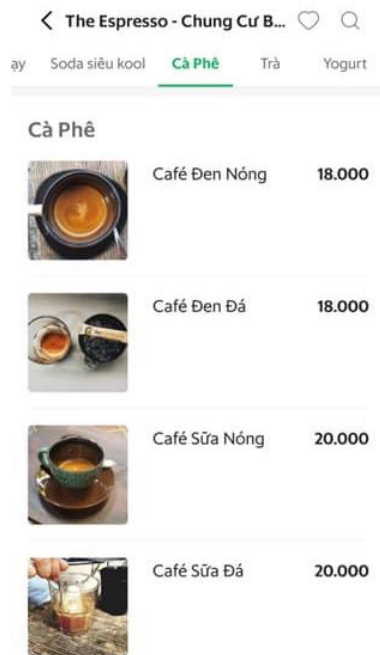 The Espresso - Chung Cư B...
ạy Soda siêu kool Cà Phê Trà Yogurt
Cà Phê
Café Đen Nóng 18.000
Café Đen Đá 18.000
Café Sữa Nóng 20.000
Café Sữa Đá 20.000